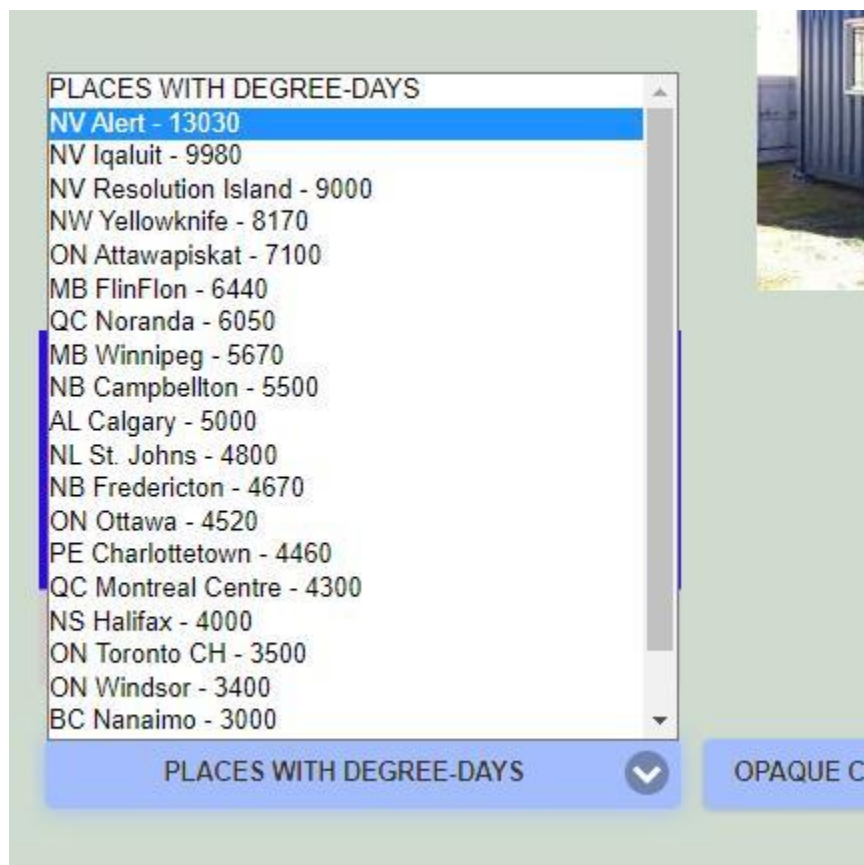 PLACES WITH DEGREE-DAYS
NV Alert - 13030
NV Iqaluit - 9980
NV Resolution Island - 9000
NW Yellowknife - 8170
ON Attawapiskat - 7100
MB FlinFlon - 6440
QC Noranda - 6050
MB Winnipeg - 5670
NB Campbellton - 5500
AL Calgary - 5000
NL St. Johns - 4800
NB Fredericton - 4670
ON Ottawa - 4520
PE Charlottetown - 4460
QC Montreal Centre - 4300
NS Halifax - 4000
ON Toronto CH - 3500
ON Windsor - 3400
BC Nanaimo - 3000
PLACES WITH DEGREE-DAYS
OPAQUE C